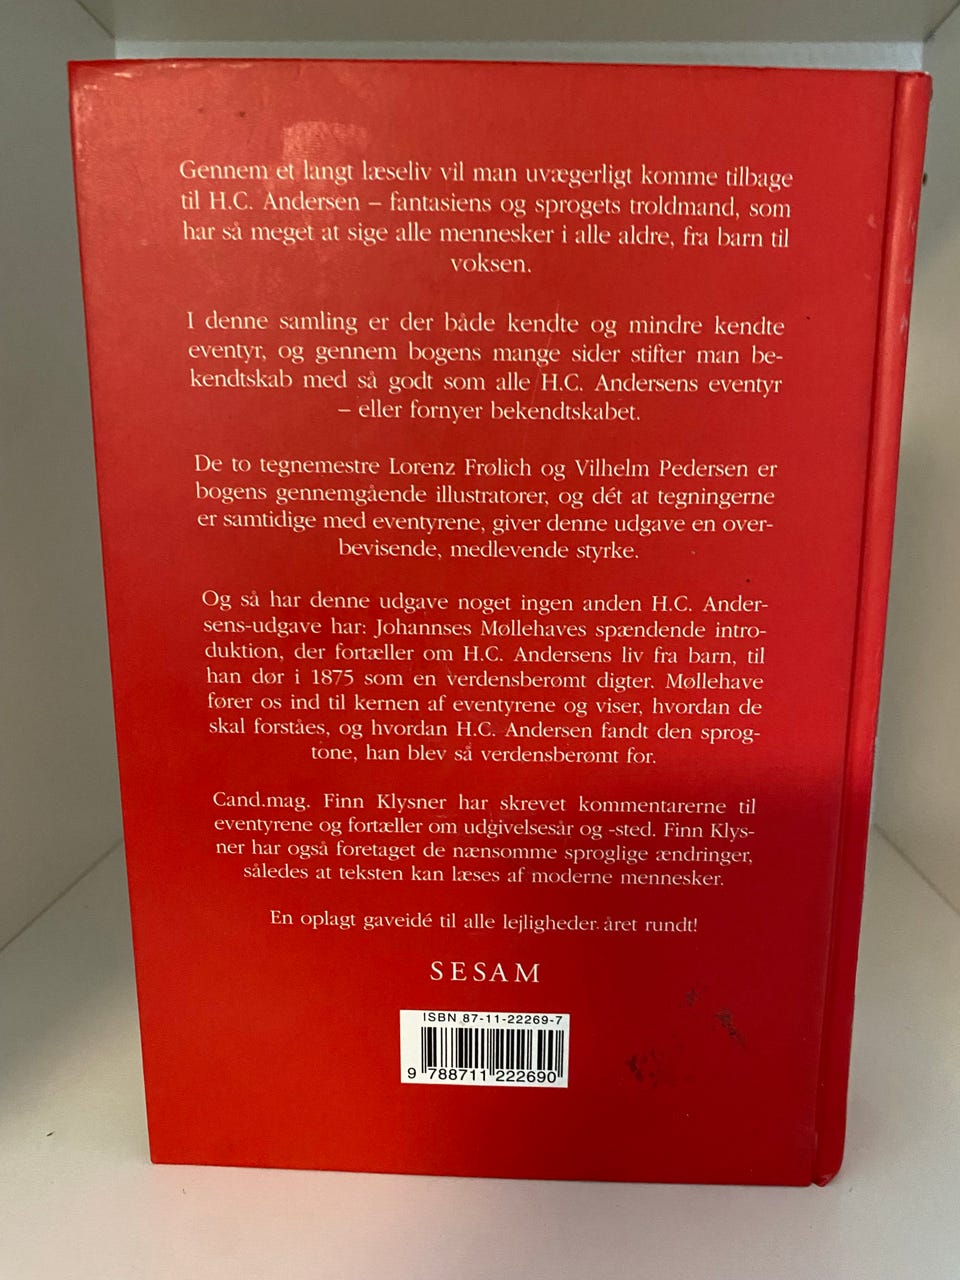 Gennem et langt læseliv vil man uvægerligt komme tilbage
til H.C. Andersen – fantasiens og sprogets troldmand, som
har så meget at sige alle mennesker i alle aldre, fra barn til
voksen.
I denne samling er der både kendte og mindre kendte
eventyr, og gennem bogens mange sider stifter man be-
kendtskab med så godt som alle H.C. Andersens eventyr
– eller fornyer bekendtskabet.
De to tegnemestre Lorenz Frølich og Vilhelm Pedersen er
bogens gennemgående illustratorer, og dét at tegningerne
er samtidige med eventyrene, giver denne udgave en over-
bevisende, medlevende styrke.
Og så har denne udgave noget ingen anden H.C. Ander-
sens-udgave har: Johannses Møllehaves spændende intro-
duktion, der fortæller om H.C. Andersens liv fra barn, til
han dør i 1875 som en verdensberømt digter. Møllehave
fører os ind til kernen af eventyrene og viser, hvordan de
skal forståes, og hvordan H.C. Andersen fandt den sprog-
tone, han blev så verdensberømt for.
Cand.mag. Finn Klysner har skrevet kommentarerne til
eventyrene og fortæller om udgivelsesår og -sted. Finn Klys-
ner har også foretaget de nænsomme sproglige ændringer,
således at teksten kan læses af moderne mennesker.
En oplagt gaveidé til alle lejligheder året rundt!
SESAM
ISBN 87-11-22269-7
9 788711 222690